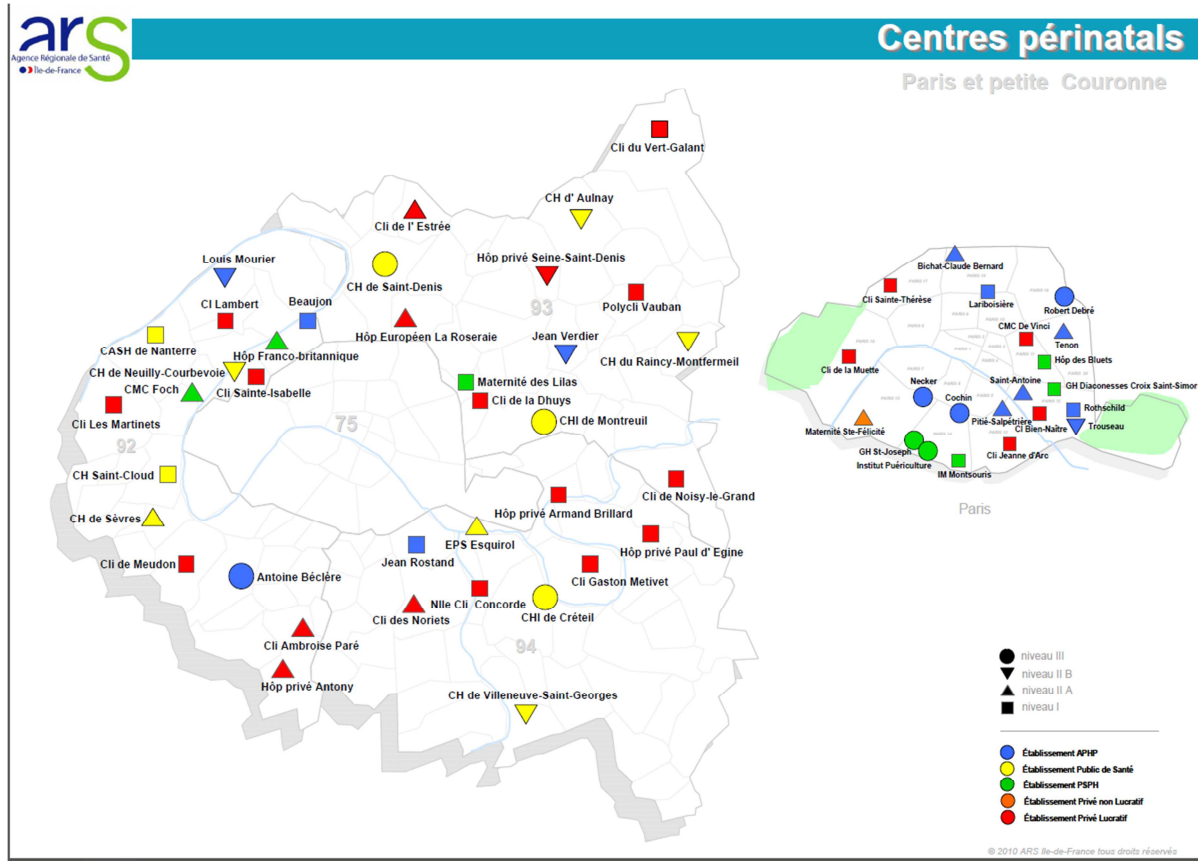 ars
Agence Régionale de Santé
Île-de-France
Centres périnatals
Paris et petite Couronne
Cli du Vert-Galant
CH d' Aulnay
Cli de l' Estrée
Louis Mourier
Hôp privé Seine-Saint-Denis
CH de Saint-Denis
Cl Lambert
Beaujon
93
Polycli Vauban
Hôp Européen La Roseraie
Jean Verdier
CASH de Nanterre
Hôp Franco-britannique
CH du Raincy-Montfermeil
CH de Neuilly-Courbevoie
CMC Foch
Cli Sainte-Isabelle
Maternité des Lilas
Cli de la Dhuys
Cli Les Martinets
75
CHI de Montreuil
92
CH Saint-Cloud
Cli de Noisy-le-Grand
Hôp privé Armand Brillard
CH de Sèvres
EPS Esquirol
Hôp privé Paul d' Egine
Cli de Meudon
Jean Rostand
Antoine Béclère
Cli Gaston Metivet
Nlle Cli Concorde
Cli des Noriets
CHI de Créteil
Cli Ambroise Paré
94
Hôp privé Antony
CH de Villeneuve-Saint-Georges
Bichat-Claude Bernard
Cli Sainte-Thérèse
Lariboisière
Robert Debré
CMC De Vinci
Tenon
Hôp des Bluets
Cli de la Muette
Necker
Saint-Antoine
GH Diaconesses Croix Saint-Simor
Cochin
Rothschild
Pitié-Salpétrière
Maternité Ste-Félicité
Cl Bien-Naître
Trouseau
GH St-Joseph
Cli Jeanne d'Arc
Institut Puériculture
IM Montsouris
Paris
niveau III
niveau II B
niveau II A
niveau I
Établissement APHP
Établissement Public de Santé
Établissement PSPH
Établissement Privé non Lucratif
Établissement Privé Lucratif
© 2010 ARS Ile-de-France tous droits réservés